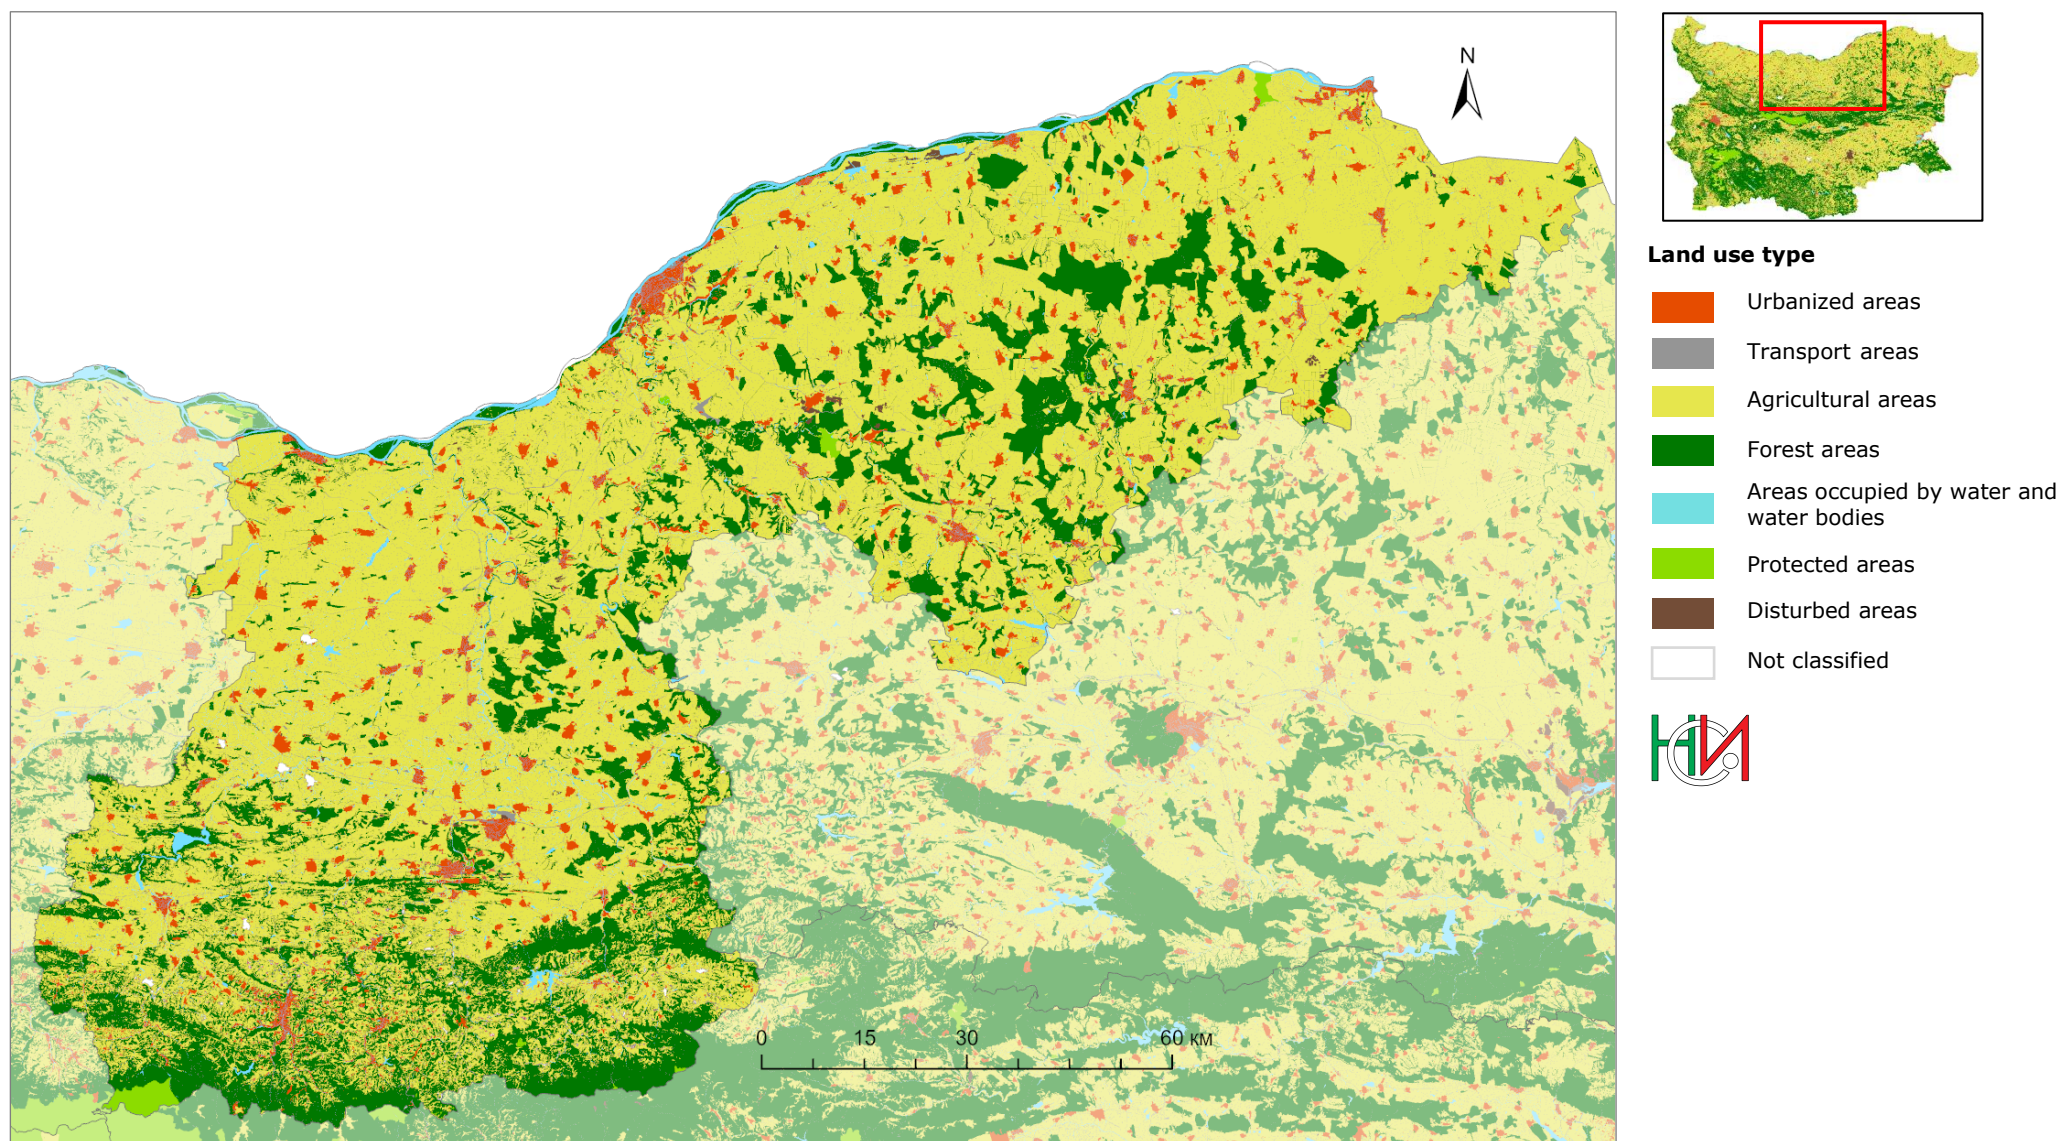 N
Land use type
Urbanized areas
Transport areas
Agricultural areas
Forest areas
Areas occupied by water and
water bodies
Protected areas
Disturbed areas
Not classified
НСИ
0 15 30 60 КМ